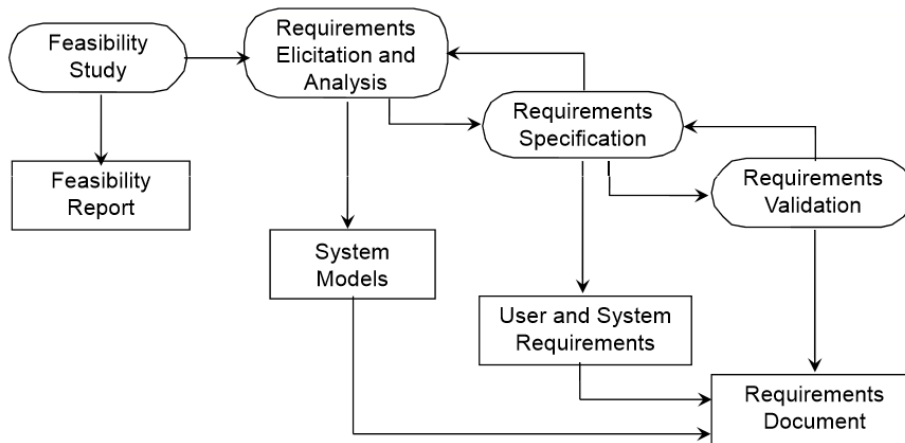 Feasibility
Study
Requirements
Elicitation and
Analysis
Requirements
Specification
Requirements
Validation
Feasibility
Report
System
Models
User and System
Requirements
Requirements
Document